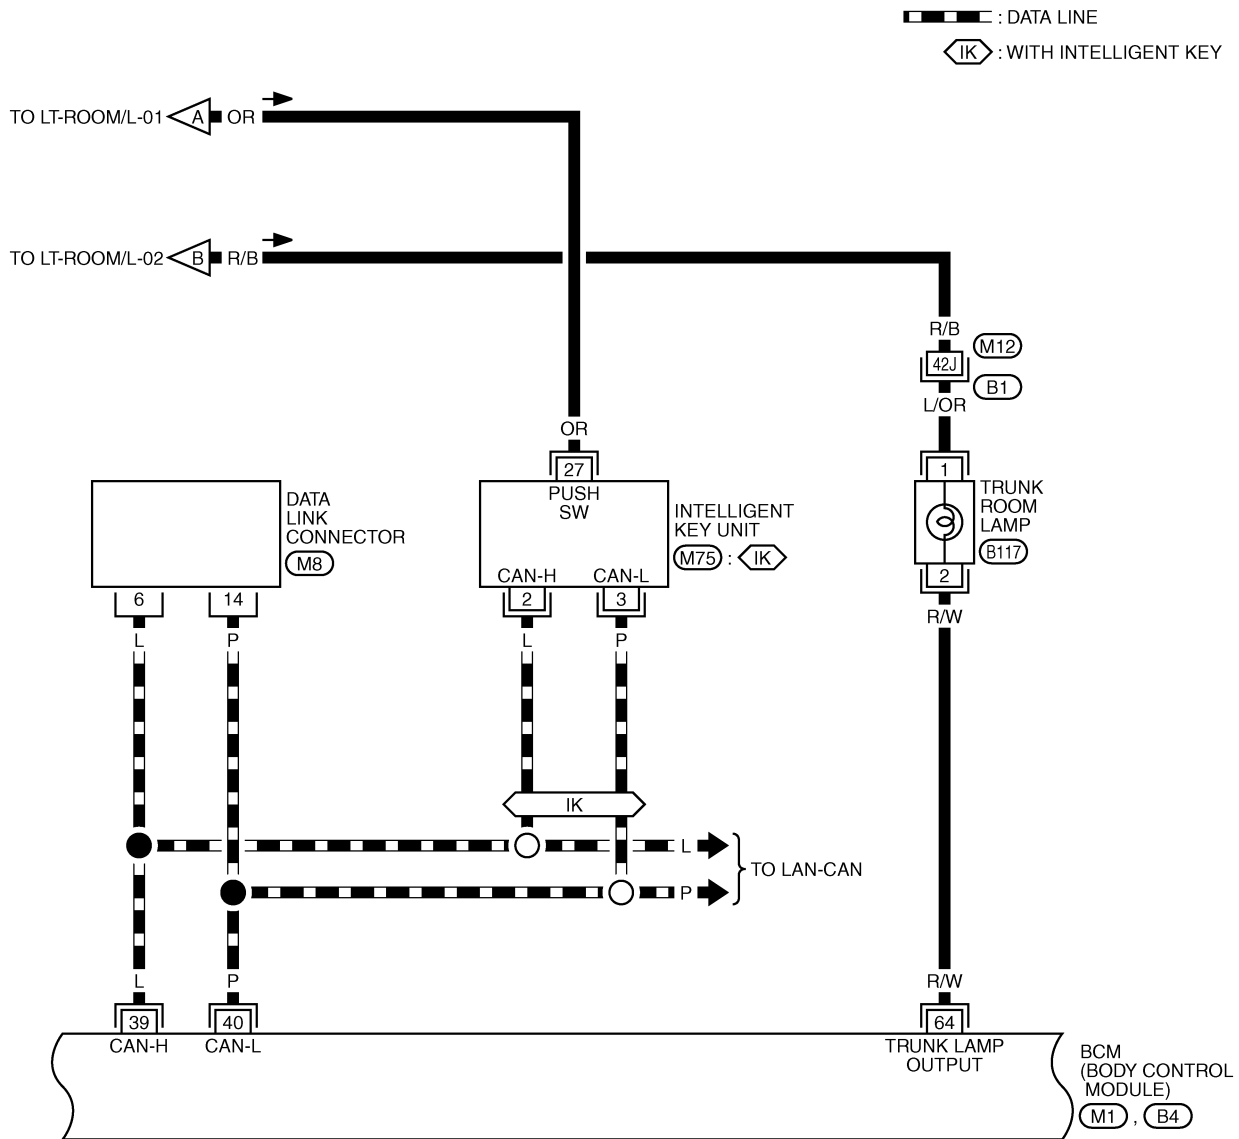 : DATA LINE
IK : WITH INTELLIGENT KEY
TO LT-ROOM/L-01 A OR
TO LT-ROOM/L-02 B R/B
R/B
M12
42J
B1
L/OR
OR
27
PUSH
SW
1
DATA
LINK
CONNECTOR
M8
INTELLIGENT
KEY UNIT
M75 : IK
TRUNK
ROOM
LAMP
B117
CAN-H CAN-L
6 14 2 3 2
L P L P R/W
IK
L
P
TO LAN-CAN
L P R/W
39 40 64
CAN-H CAN-L TRUNK LAMP
OUTPUT
BCM
(BODY CONTROL
MODULE)
M1 , B4